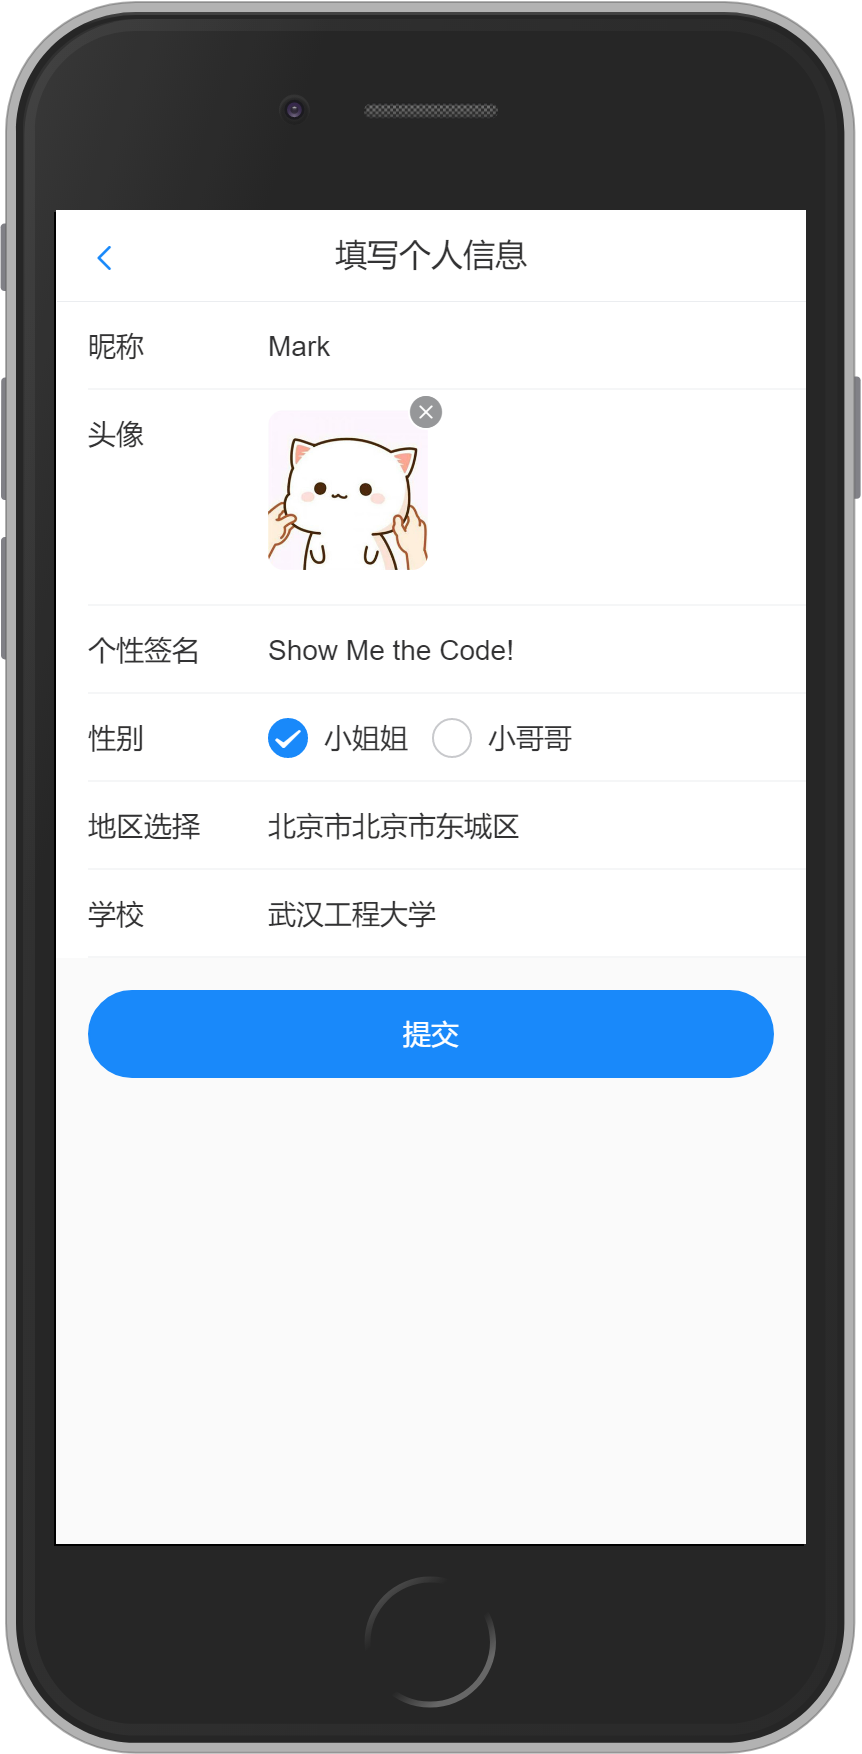 填写个人信息
昵称 Mark
头像
个性签名 Show Me the Code!
性别 小姐姐 小哥哥
地区选择 北京市北京市东城区
学校 武汉工程大学
提交